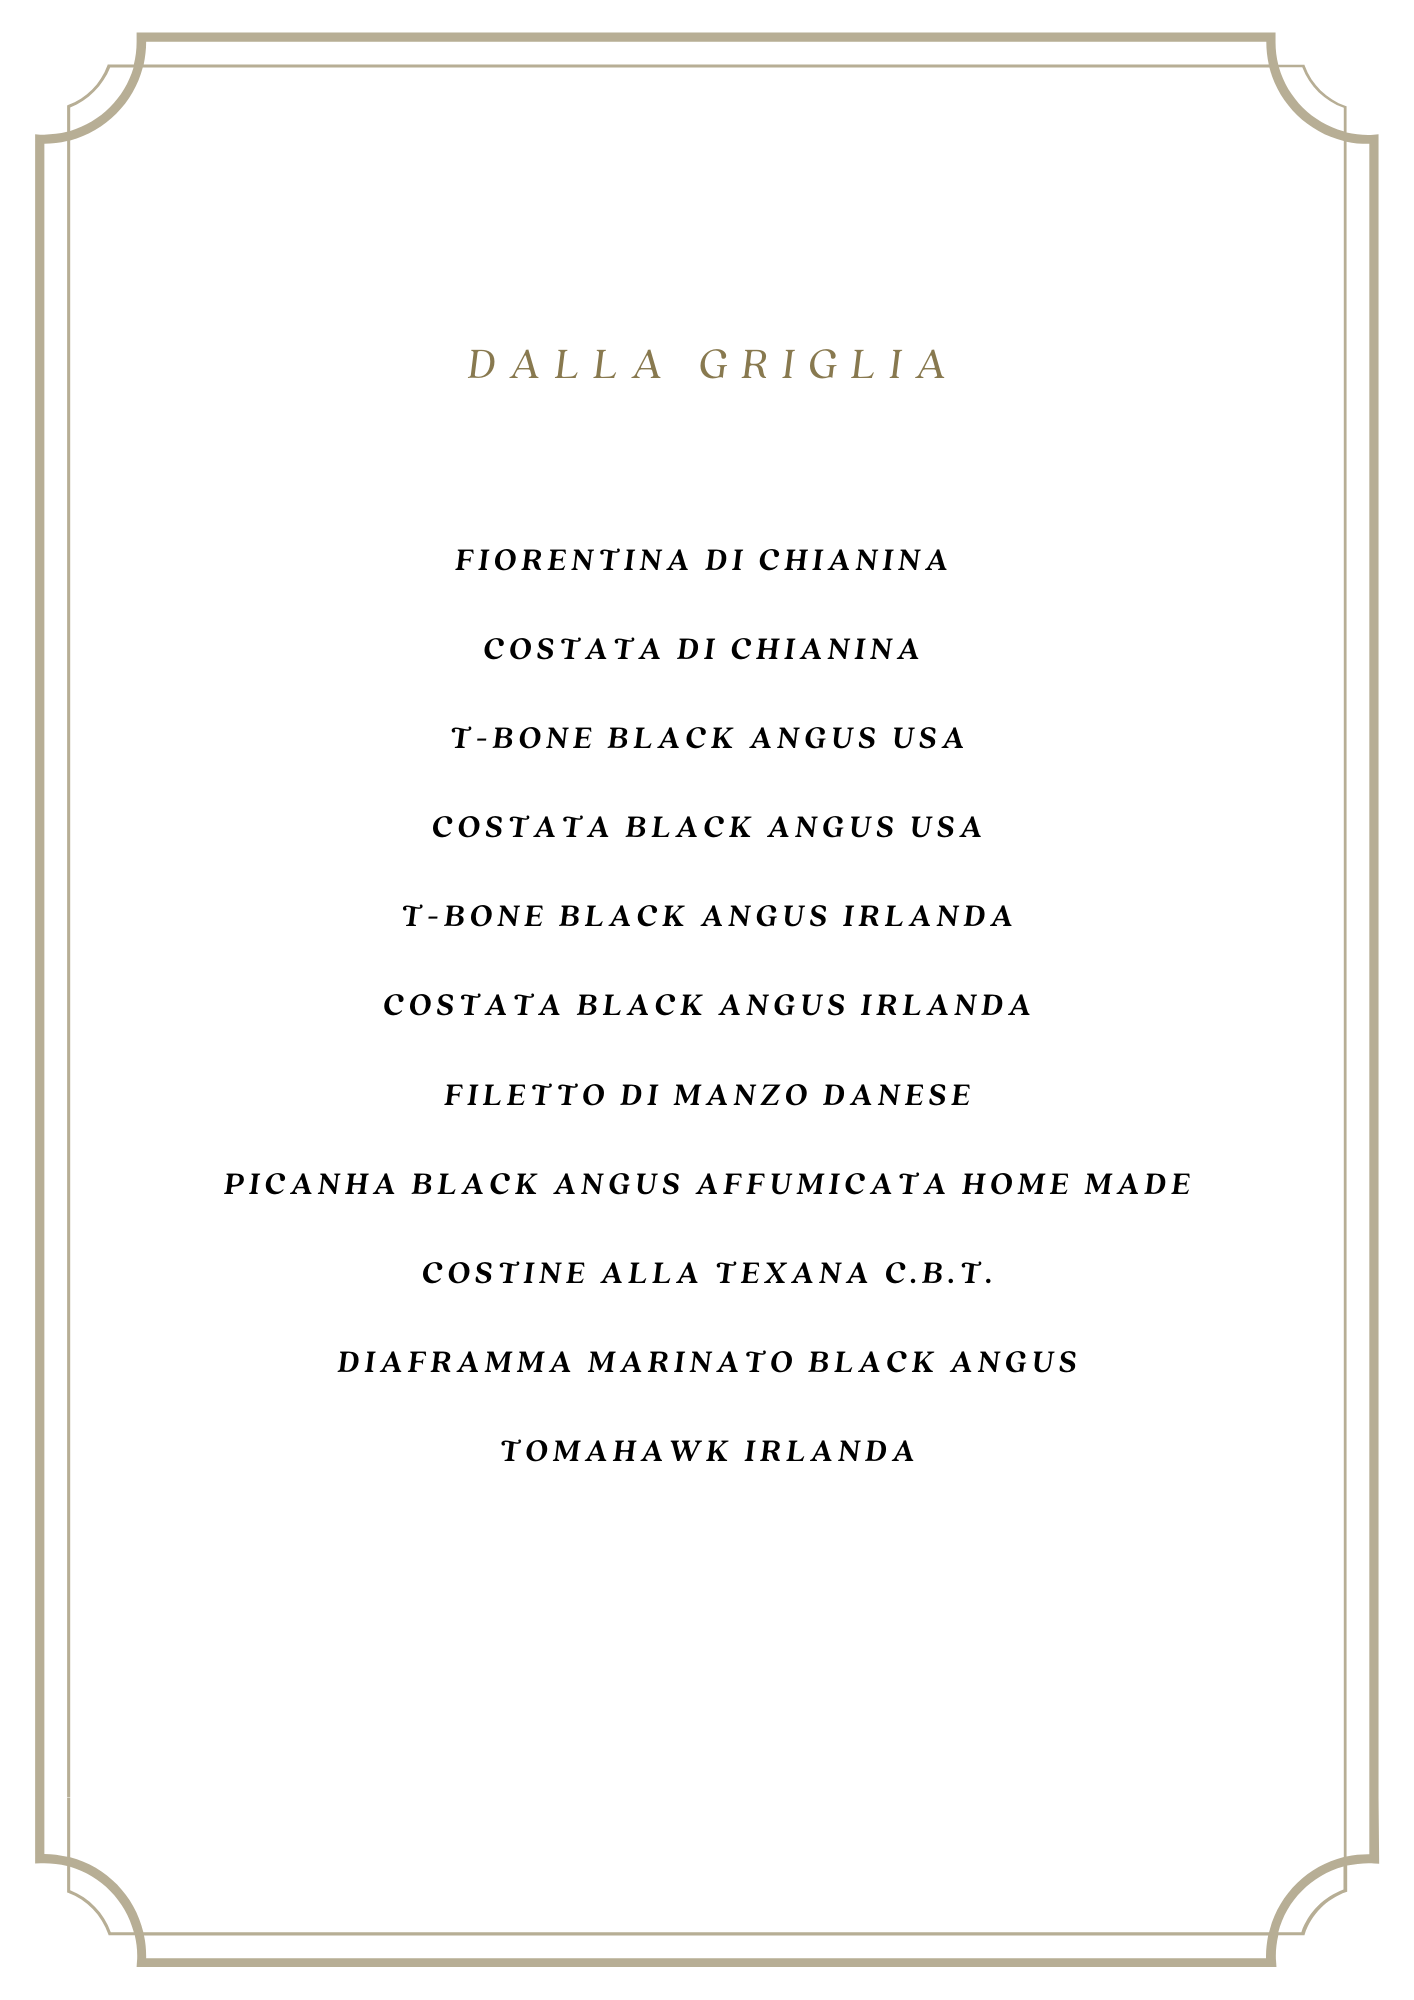 DALLA GRIGLIA
FIORENTINA DI CHIANINA
COSTATA DI CHIANINA
T-BONE BLACK ANGUS USA
COSTATA BLACK ANGUS USA
T-BONE BLACK ANGUS IRLANDA
COSTATA BLACK ANGUS IRLANDA
FILETTO DI MANZO DANESE
PICANHA BLACK ANGUS AFFUMICATA HOME MADE
COSTINE ALLA TEXANA C.B.T.
DIAFRAMMA MARINATO BLACK ANGUS
TOMAHAWK IRLANDA